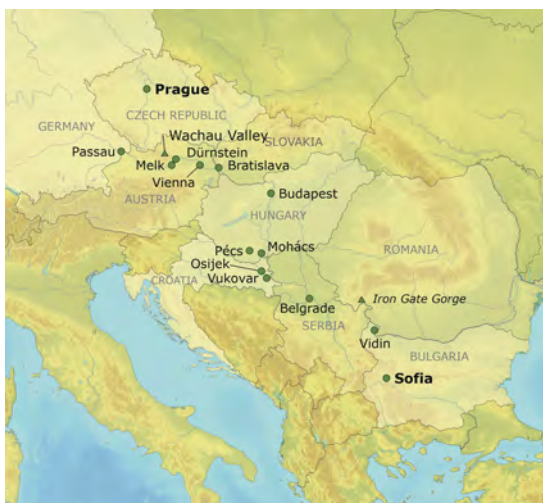 Prague
CZECH REPUBLIC
GERMANY
Wachau Valley
SLOVAKIA
Passau
Dürnstein
Melk
Bratislava
Vienna
AUSTRIA
Budapest
HUNGARY
Pécs
Mohács
ROMANIA
Osijek
CROATIA
Vukovar
Belgrade
Iron Gate Gorge
SERBIA
Vidin
BULGARIA
Sofia